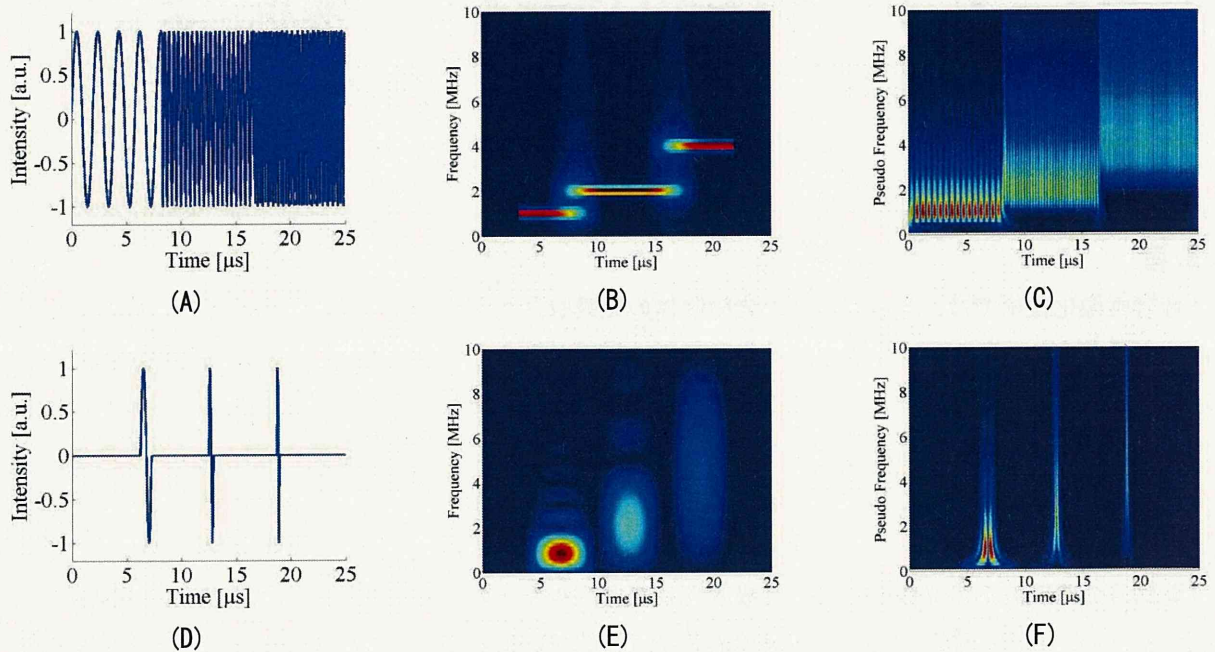 Intensity [a.u.]
1
0.5
0
-0.5
-1
0 5 10 15 20 25
Time [μs]
(A)
Frequency [MHz]
10
8
6
4
2
0
0 5 10 15 20 25
Time [μs]
(B)
Pseudo Frequency [MHz]
10
8
6
4
2
0
0 5 10 15 20 25
Time [μs]
(C)
Intensity [a.u.]
1
0.5
0
-0.5
-1
0 5 10 15 20 25
Time [μs]
(D)
Frequency [MHz]
10
8
6
4
2
0
0 5 10 15 20 25
Time [μs]
(E)
Pseudo Frequency [MHz]
10
8
6
4
2
0
0 5 10 15 20 25
Time [μs]
(F)